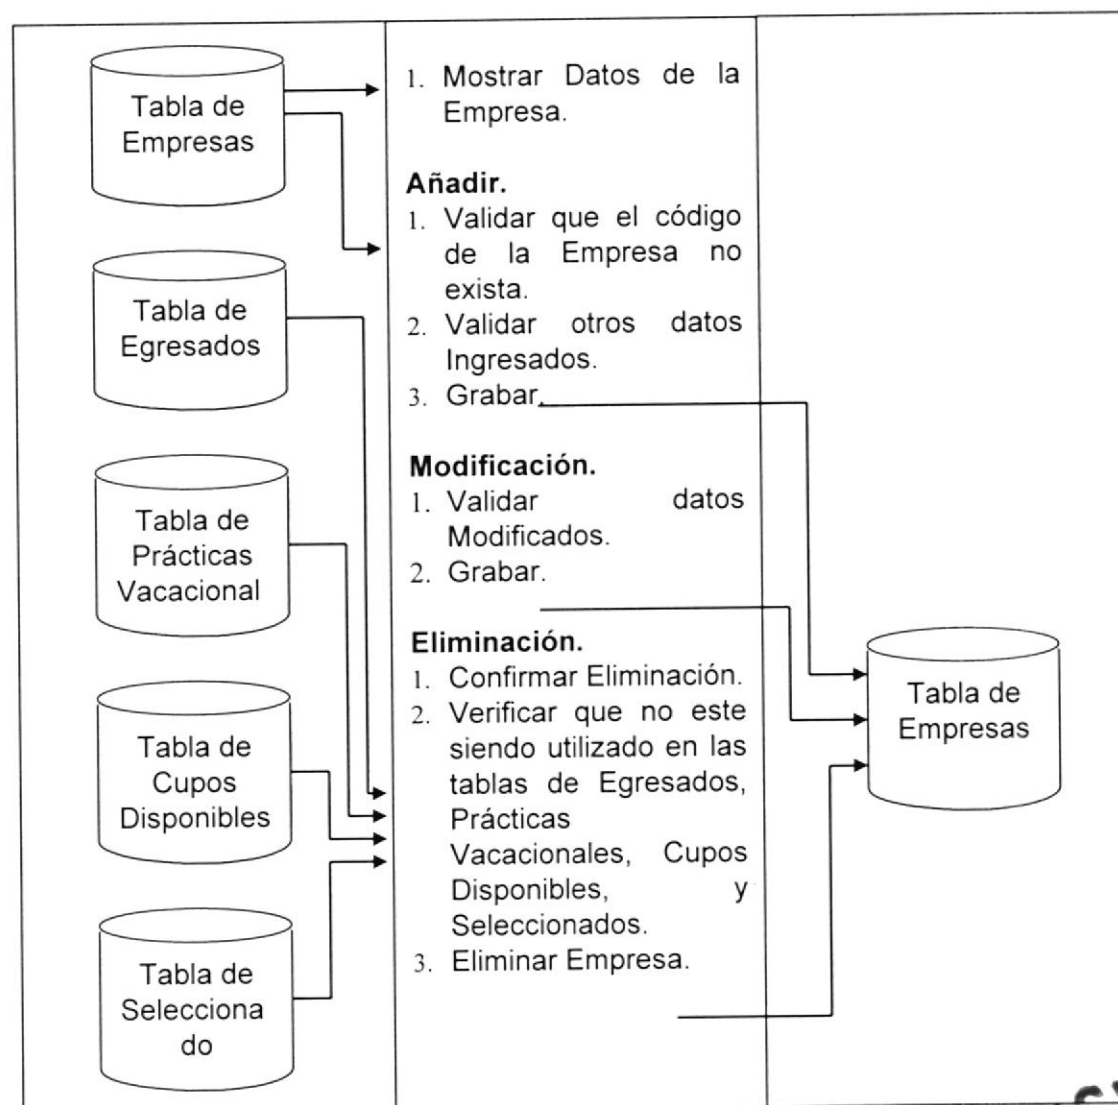 Tabla de
Empresas
Tabla de
Egresados
Tabla de
Prácticas
Vacacional
Tabla de
Cupos
Disponibles
Tabla de
Selecciona
do
1. Mostrar Datos de la
Empresa.
Añadir.
1. Validar que el código
de la Empresa no
exista.
2. Validar otros datos
Ingresados.
3. Grabar.
Modificación.
1. Validar datos
Modificados.
2. Grabar.
Eliminación.
1. Confirmar Eliminación.
2. Verificar que no este
siendo utilizado en las
tablas de Egresados,
Prácticas
Vacacionales, Cupos
Disponibles, y
Seleccionados.
3. Eliminar Empresa.
Tabla de
Empresas